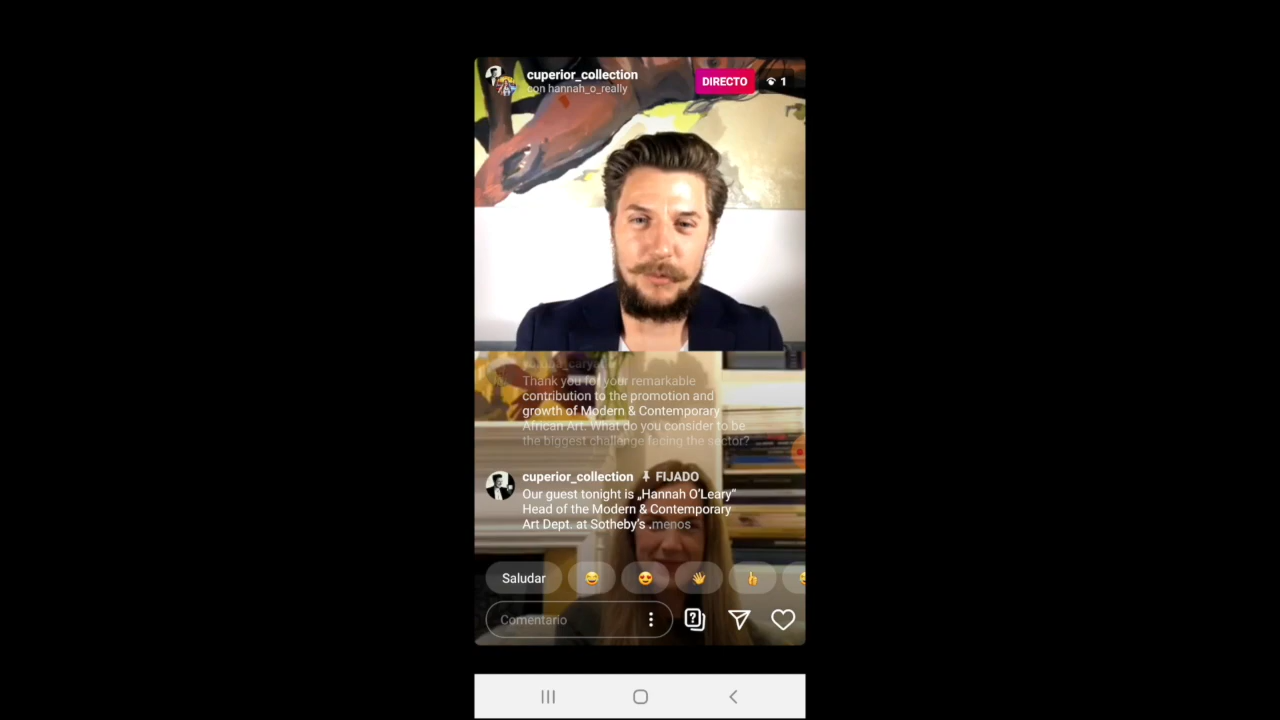 cuperior_collection
con hannah_o_really
DIRECTO
1
Thank you for your remarkable
contribution to the promotion and
growth of Modern & Contemporary
African Art. What do you consider to be
the biggest challenge facing the sector?
cuperior_collection FIJADO
Our guest tonight is „Hannah O'Leary“
Head of the Modern & Contemporary
Art Dept. at Sotheby's .menos
Saludar
Comentario